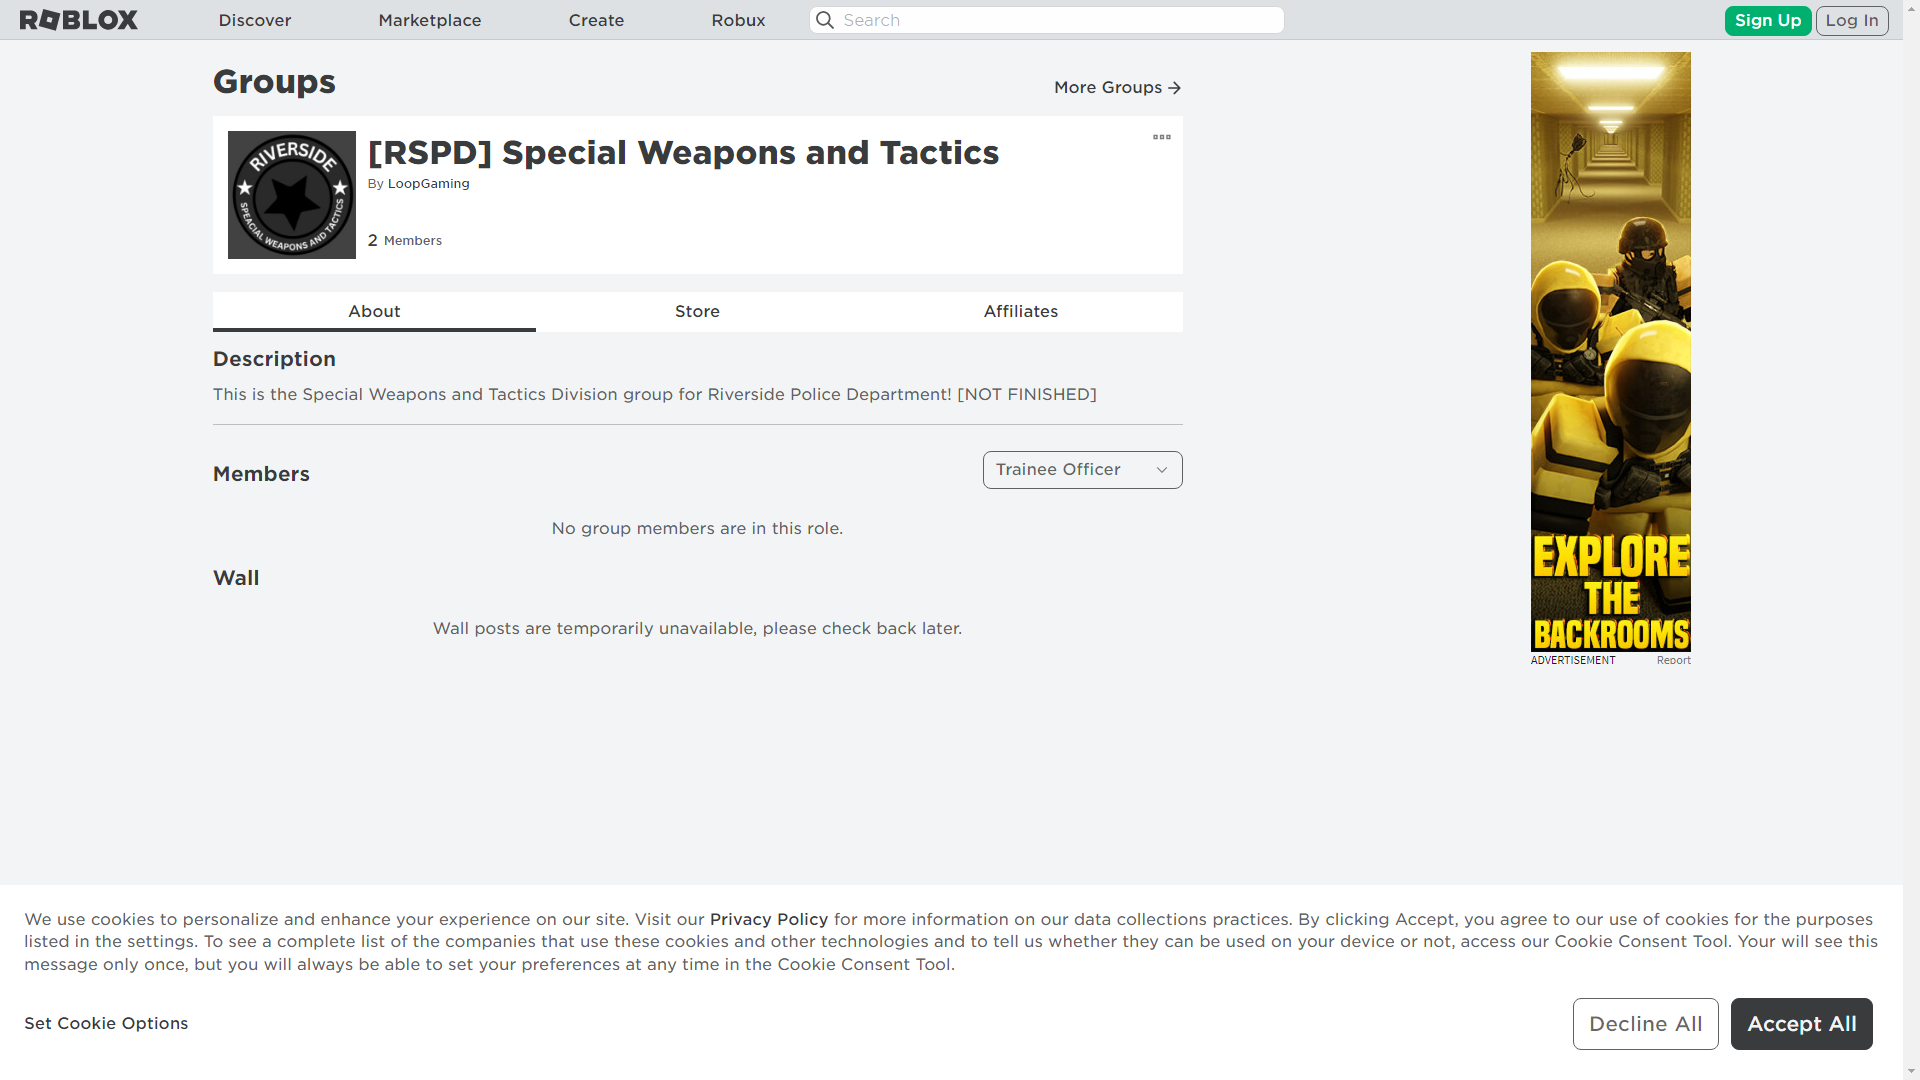 ROBLOX
Discover
Marketplace
Create
Robux
Search
Sign Up
Log In
Groups
More Groups
RIVERSIDE
SPEACIAL WEAPONS AND TACTICS
[RSPD] Special Weapons and Tactics
By LoopGaming
2 Members
About
Store
Affiliates
Description
This is the Special Weapons and Tactics Division group for Riverside Police Department! [NOT FINISHED]
Members
Trainee Officer
No group members are in this role.
Wall
Wall posts are temporarily unavailable, please check back later.
EXPLORE
THE
BACKROOMS
ADVERTISEMENT
Report
We use cookies to personalize and enhance your experience on our site. Visit our Privacy Policy for more information on our data collections practices. By clicking Accept, you agree to our use of cookies for the purposes
listed in the settings. To see a complete list of the companies that use these cookies and other technologies and to tell us whether they can be used on your device or not, access our Cookie Consent Tool. Your will see this
message only once, but you will always be able to set your preferences at any time in the Cookie Consent Tool.
Set Cookie Options
Decline All
Accept All